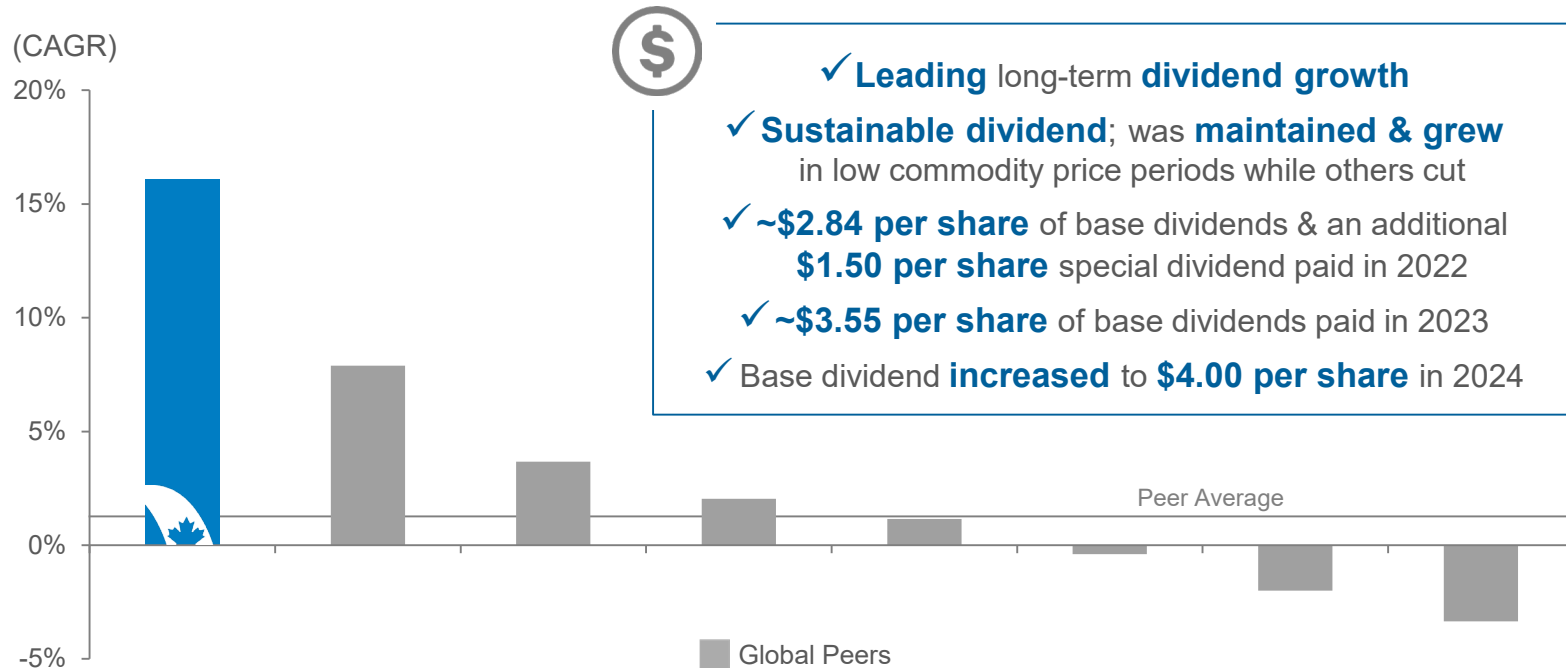 (CAGR)
20%
15%
10%
5%
0%
-5%
$
✓Leading long-term dividend growth
✓Sustainable dividend; was maintained & grew
in low commodity price periods while others cut
✓~$2.84 per share of base dividends & an additional
$1.50 per share special dividend paid in 2022
✓~$3.55 per share of base dividends paid in 2023
✓Base dividend increased to $4.00 per share in 2024
Peer Average
Global Peers